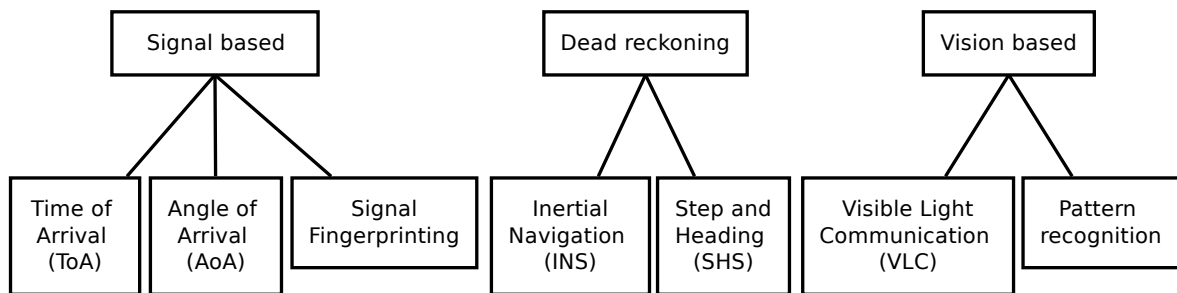 Signal based
Dead reckoning
Vision based
Time of
Arrival
(ToA)
Angle of
Arrival
(AoA)
Signal
Fingerprinting
Inertial
Navigation
(INS)
Step and
Heading
(SHS)
Visible Light
Communication
(VLC)
Pattern
recognition